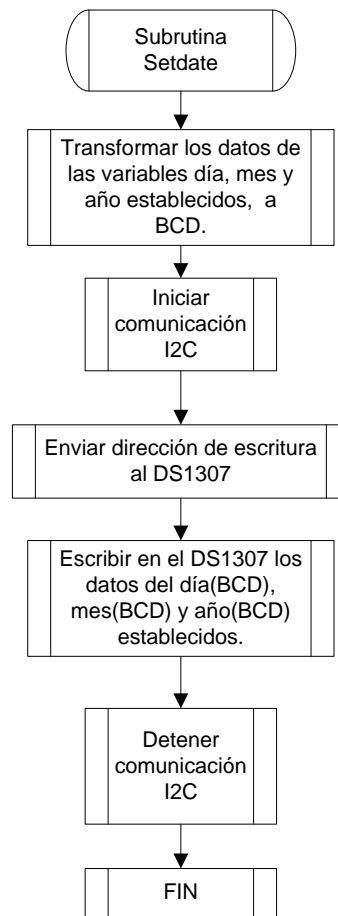 Subrutina
Setdate
Transformar los datos de
las variables día, mes y
año establecidos, a
BCD.
Iniciar
comunicación
I2C
Enviar dirección de escritura
al DS1307
Escribir en el DS1307 los
datos del día(BCD),
mes(BCD) y año(BCD)
establecidos.
Detener
comunicación
I2C
FIN